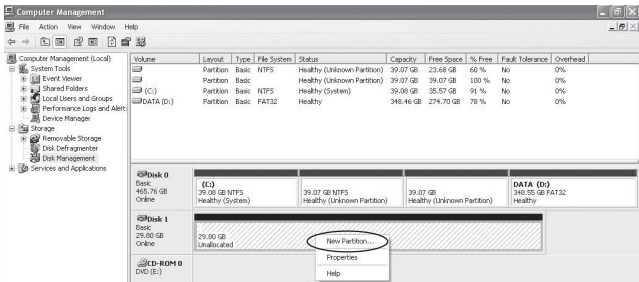 Computer Management
File Action View Window Help
Computer Management (Local)
System Tools
Event Viewer
Shared Folders
Local Users and Groups
Performance Logs and Alerts
Device Manager
Storage
Removable Storage
Disk Defragmenter
Disk Management
Services and Applications
Volume Layout Type File System Status Capacity Free Space % Free Fault Tolerance Overhead
Partition Basic NTFS Healthy (Unknown Partition) 39.07 GB 23.68 GB 60 % No 0%
Partition Basic Healthy (Unknown Partition) 39.07 GB 39.07 GB 100 % No 0%
(C:) Partition Basic NTFS Healthy (System) 39.08 GB 35.57 GB 91 % No 0%
DATA (D:) Partition Basic FAT32 Healthy 348.46 GB 274.70 GB 78 % No 0%
Disk 0
Basic
465.76 GB
Online
(C:)
39.08 GB NTFS
Healthy (System)
39.07 GB NTFS
Healthy (Unknown Partition)
39.07 GB
Healthy (Unknown Partition)
DATA (D:)
348.55 GB FAT32
Healthy
Disk 1
Basic
29.80 GB
Online
29.80 GB
Unallocated
New Partition...
Properties
Help
CD-ROM 0
DVD (E:)